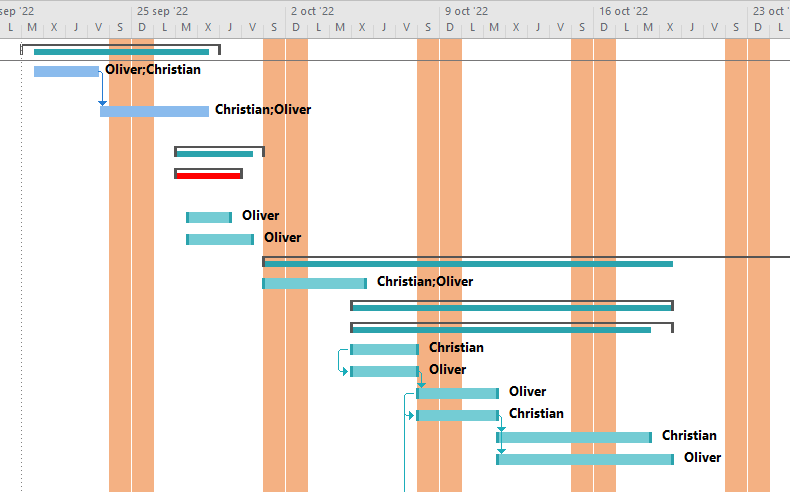 sep '22 25 sep '22 2 oct '22 9 oct '22 16 oct '22 23 oct '
L M X J V S D L M X J V S D L M X J V S D L M X J V S D L M X J V S D L
Oliver;Christian
Christian;Oliver
Oliver
Oliver
Christian;Oliver
Christian
Oliver
Oliver
Christian
Christian
Oliver